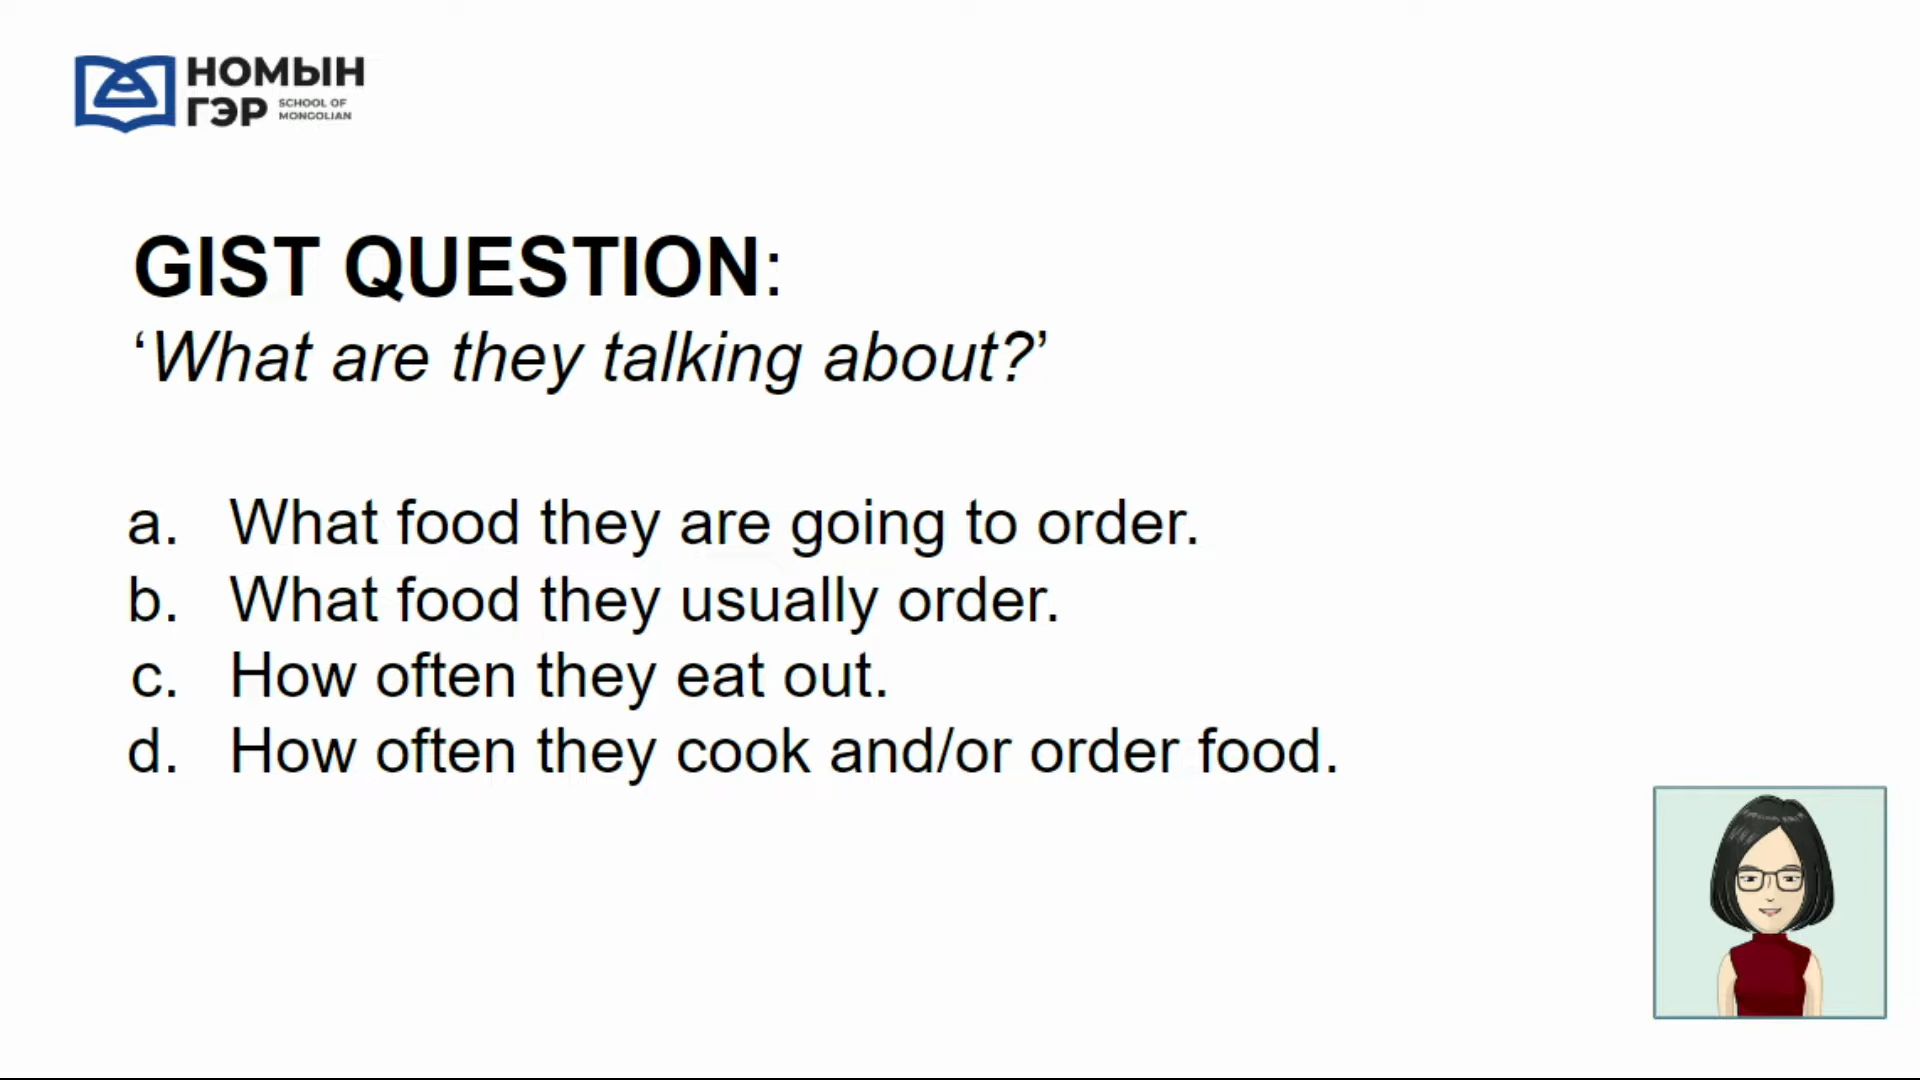 НОМЫН
ГЭР SCHOOL OF
MONGOLIAN
GIST QUESTION:
‘What are they talking about?’
a. What food they are going to order.
b. What food they usually order.
c. How often they eat out.
d. How often they cook and/or order food.